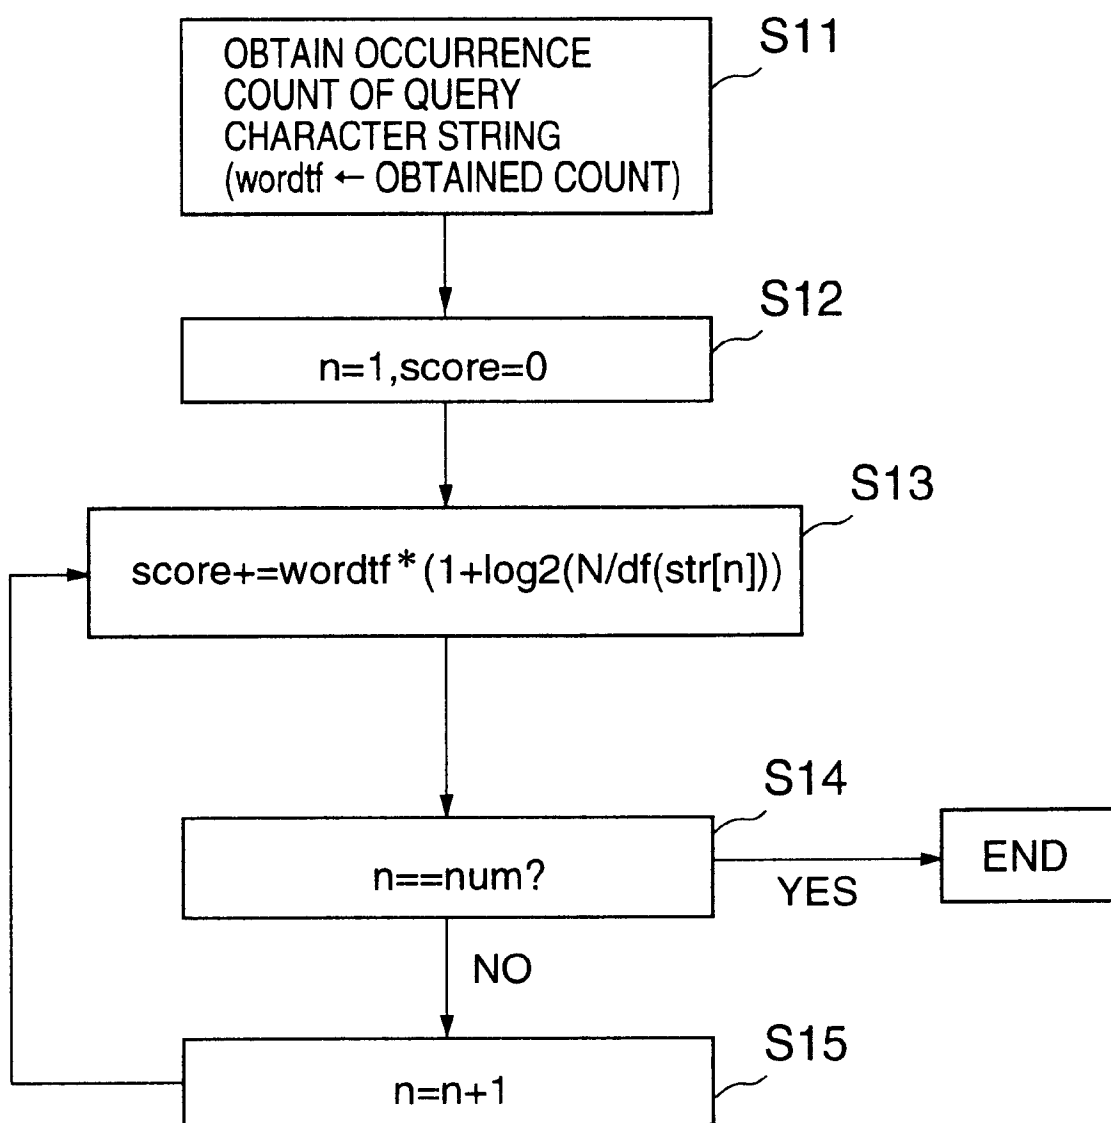 S11
OBTAIN OCCURRENCE
COUNT OF QUERY
CHARACTER STRING
(wordtf ← OBTAINED COUNT)
S12
n=1,score=0
S13
score+=wordtf*(1+log2(N/df(str[n]))
S14
n==num?
YES
END
NO
S15
n=n+1